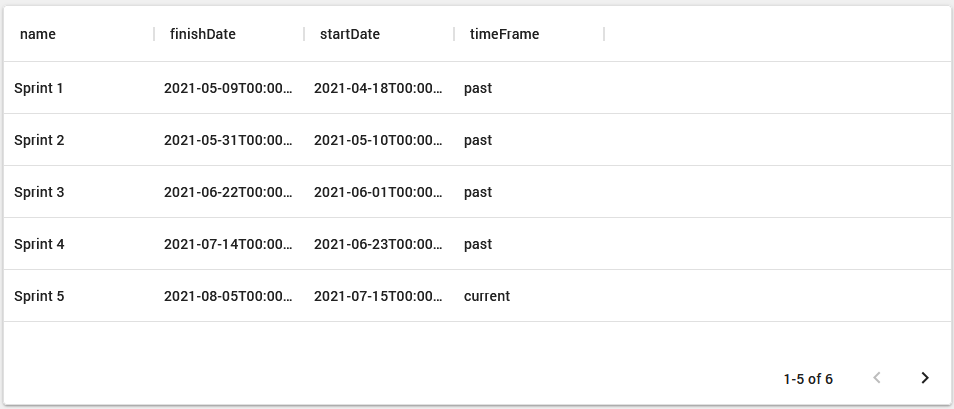 name finishDate startDate timeFrame
Sprint 1 2021-05-09T00:00... 2021-04-18T00:00... past
Sprint 2 2021-05-31T00:00... 2021-05-10T00:00... past
Sprint 3 2021-06-22T00:00... 2021-06-01T00:00... past
Sprint 4 2021-07-14T00:00... 2021-06-23T00:00... past
Sprint 5 2021-08-05T00:00... 2021-07-15T00:00... current
1-5 of 6